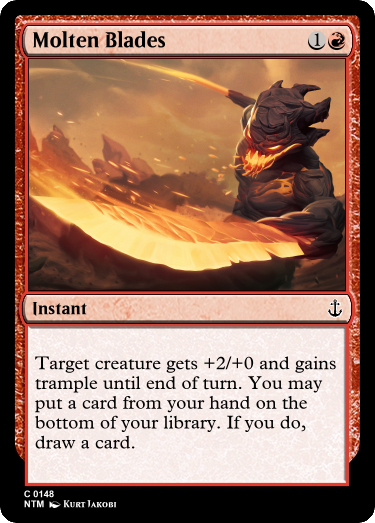 Molten Blades 1
Instant
Target creature gets +2/+0 and gains
trample until end of turn. You may
put a card from your hand on the
bottom of your library. If you do,
draw a card.
C 0148
NTM Kurt Jakobi